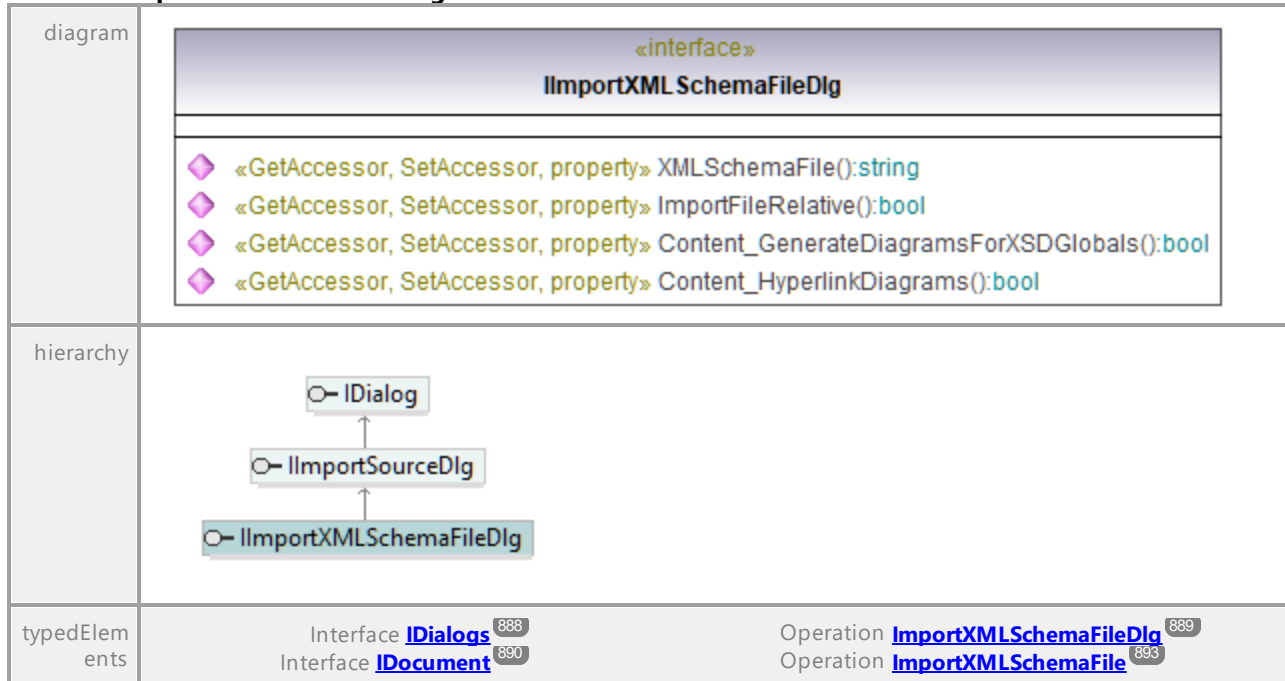 diagram
«interface»
IImportXMLSchemaFileDlg
«GetAccessor, SetAccessor, property» XMLSchemaFile():string
«GetAccessor, SetAccessor, property» ImportFileRelative():bool
«GetAccessor, SetAccessor, property» Content_GenerateDiagramsForXSDGlobals():bool
«GetAccessor, SetAccessor, property» Content_HyperlinkDiagrams():bool
hierarchy
IDialog
IImportSourceDlg
IImportXMLSchemaFileDlg
typedElem
ents
Interface IDialogs 888
Operation ImportXMLSchemaFileDlg 889
Interface IDocument 890
Operation ImportXMLSchemaFile 893